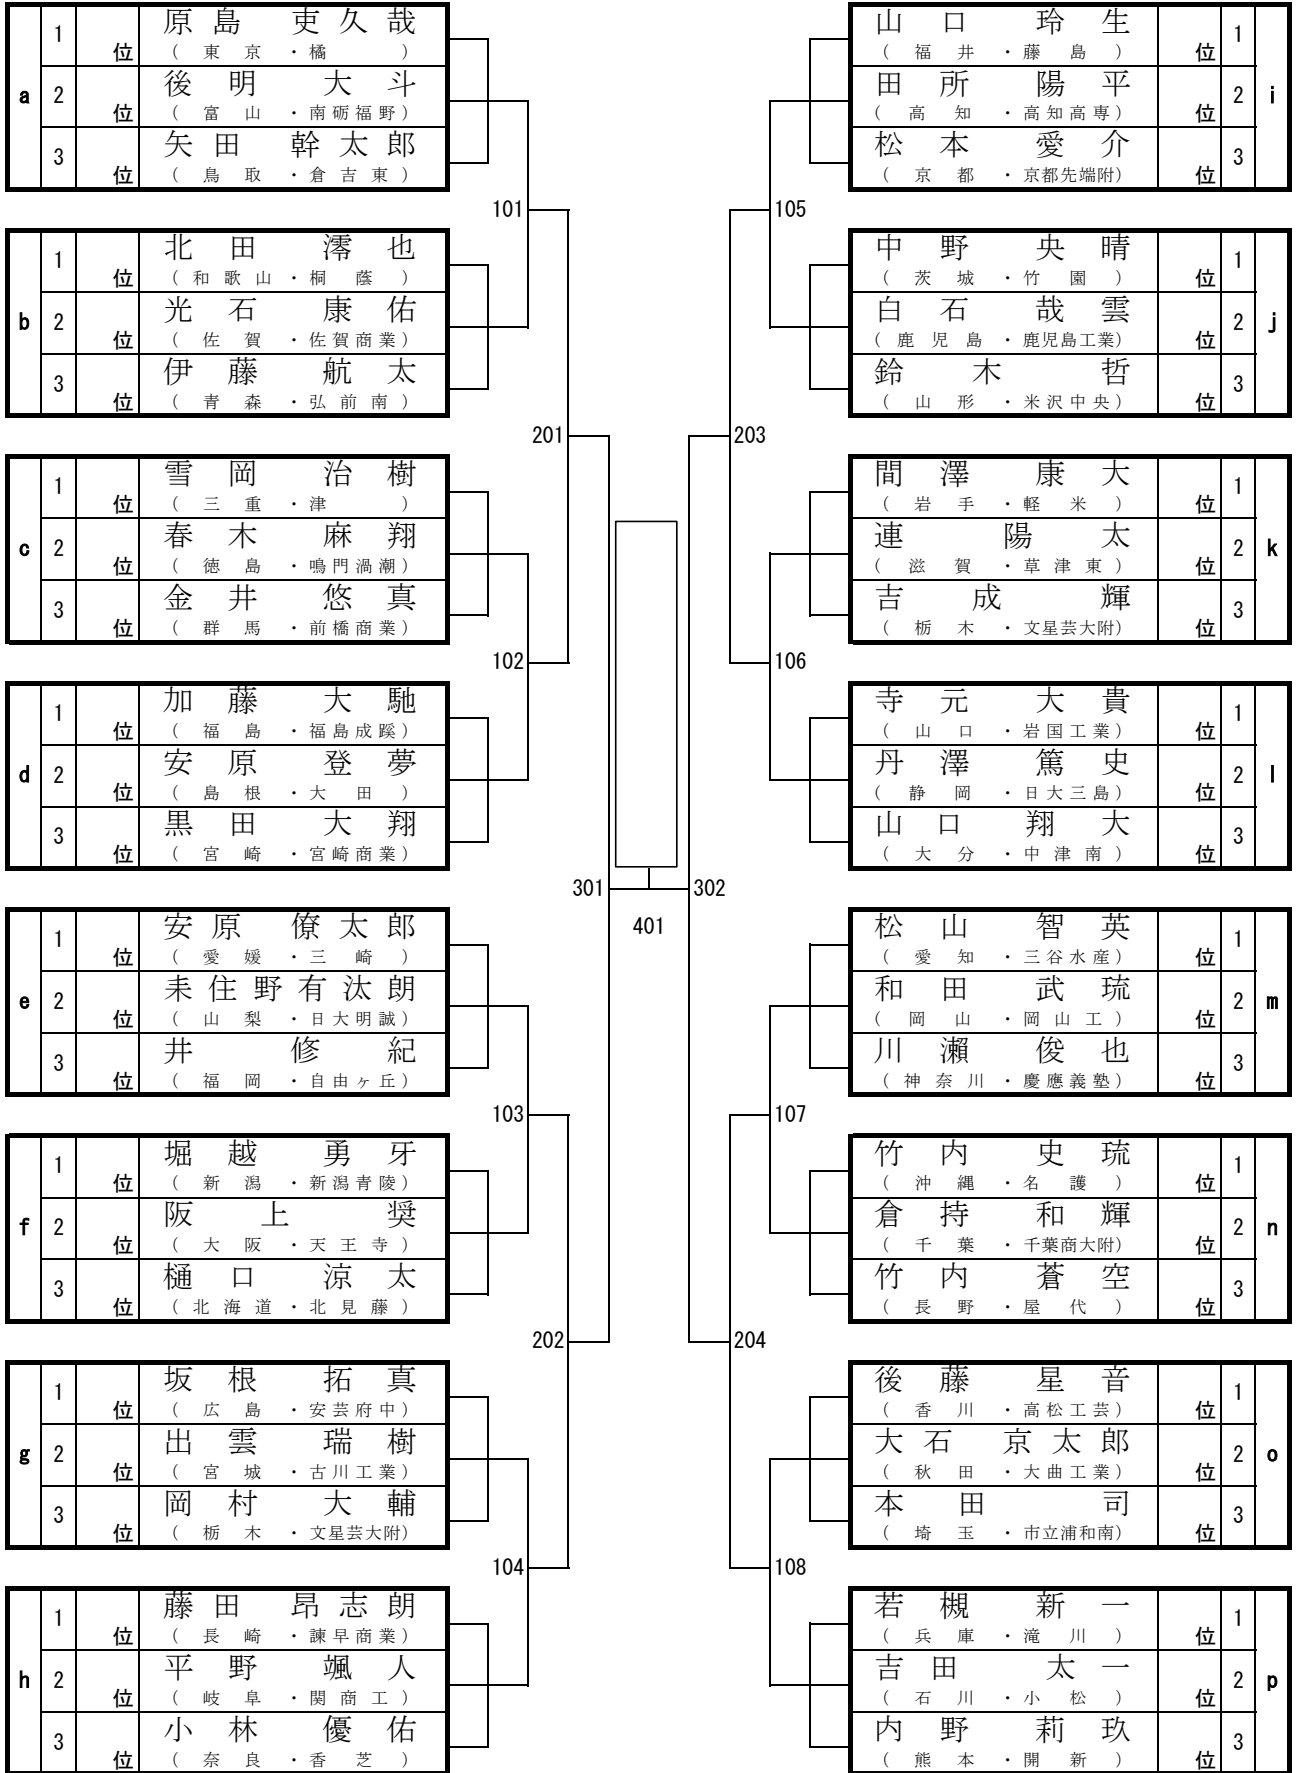 a
1 位 原島 吏久哉
(東京・橘)
2 位 後明 大斗
(富山・南砺福野)
3 位 矢田 幹太郎
(鳥取・倉吉東)
101
b
1 位 北田 澪也
(和歌山・桐蔭)
2 位 光石 康佑
(佐賀・佐賀商業)
3 位 伊藤 航太
(青森・弘前南)
201
c
1 位 雪岡 治樹
(三重・津)
2 位 春木 麻翔
(徳島・鳴門渦潮)
3 位 金井 悠真
(群馬・前橋商業)
102
d
1 位 加藤 大馳
(福島・福島成蹊)
2 位 安原 登夢
(島根・大田)
3 位 黒田 大翔
(宮崎・宮崎商業)
301
e
1 位 安原 僚太郎
(愛媛・三崎)
2 位 耒住野 有汰朗
(山梨・日大明誠)
3 位 井 修紀
(福岡・自由ヶ丘)
103
f
1 位 堀越 勇牙
(新潟・新潟青陵)
2 位 阪上 奨
(大阪・天王寺)
3 位 樋口 涼太
(北海道・北見藤)
202
g
1 位 坂根 拓真
(広島・安芸府中)
2 位 出雲 瑞樹
(宮城・古川工業)
3 位 岡村 大輔
(栃木・文星芸大附)
104
h
1 位 藤田 昂志朗
(長崎・諫早商業)
2 位 平野 颯人
(岐阜・関商工)
3 位 小林 優佑
(奈良・香芝)
401
山口 玲生 位 1
(福井・藤島)
田所 陽平 位 2
(高知・高知高専)
松本 愛介 位 3
(京都・京都先端附)
i
105
中野 央晴 位 1
(茨城・竹園)
白石 哉雲 位 2
(鹿児島・鹿児島工業)
鈴木 哲 位 3
(山形・米沢中央)
j
203
間澤 康大 位 1
(岩手・軽米)
連 陽太 位 2
(滋賀・草津東)
吉成 輝 位 3
(栃木・文星芸大附)
k
106
寺元 大貴 位 1
(山口・岩国工業)
丹澤 篤史 位 2
(静岡・日大三島)
山口 翔大 位 3
(大分・中津南)
l
302
松山 智英 位 1
(愛知・三谷水産)
和田 武琉 位 2
(岡山・岡山工)
川瀬 俊也 位 3
(神奈川・慶應義塾)
m
107
竹内 史琉 位 1
(沖縄・名護)
倉持 和輝 位 2
(千葉・千葉商大附)
竹内 蒼空 位 3
(長野・屋代)
n
204
後藤 星音 位 1
(香川・高松工芸)
大石 京太郎 位 2
(秋田・大曲工業)
本田 司 位 3
(埼玉・市立浦和南)
o
108
若槻 新一 位 1
(兵庫・滝川)
吉田 太一 位 2
(石川・小松)
内野 莉玖 位 3
(熊本・開新)
p